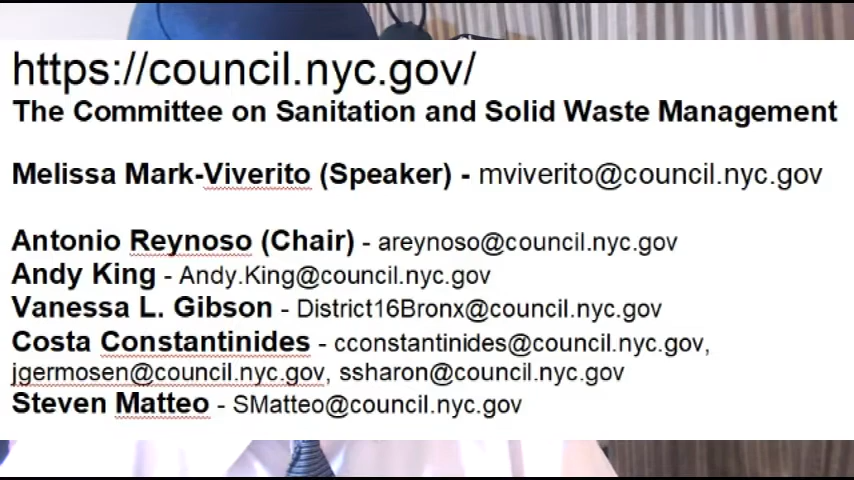 https://council.nyc.gov/
The Committee on Sanitation and Solid Waste Management
Melissa Mark-Viverito (Speaker) - mviverito@council.nyc.gov
Antonio Reynoso (Chair) - areynoso@council.nyc.gov
Andy King - Andy.King@council.nyc.gov
Vanessa L. Gibson - District16Bronx@council.nyc.gov
Costa Constantinides - cconstantinides@council.nyc.gov,
jgermosen@council.nyc.gov, ssharon@council.nyc.gov
Steven Matteo - SMatteo@council.nyc.gov